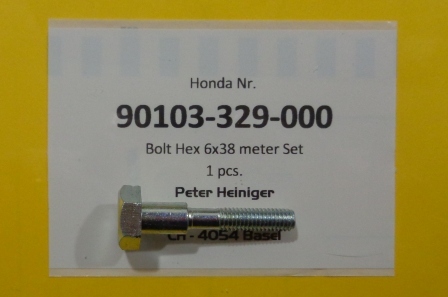 Honda Nr.
90103-329-000
Bolt Hex 6x38 meter Set
1 pcs.
Peter Heiniger
CH - 4054 Basel